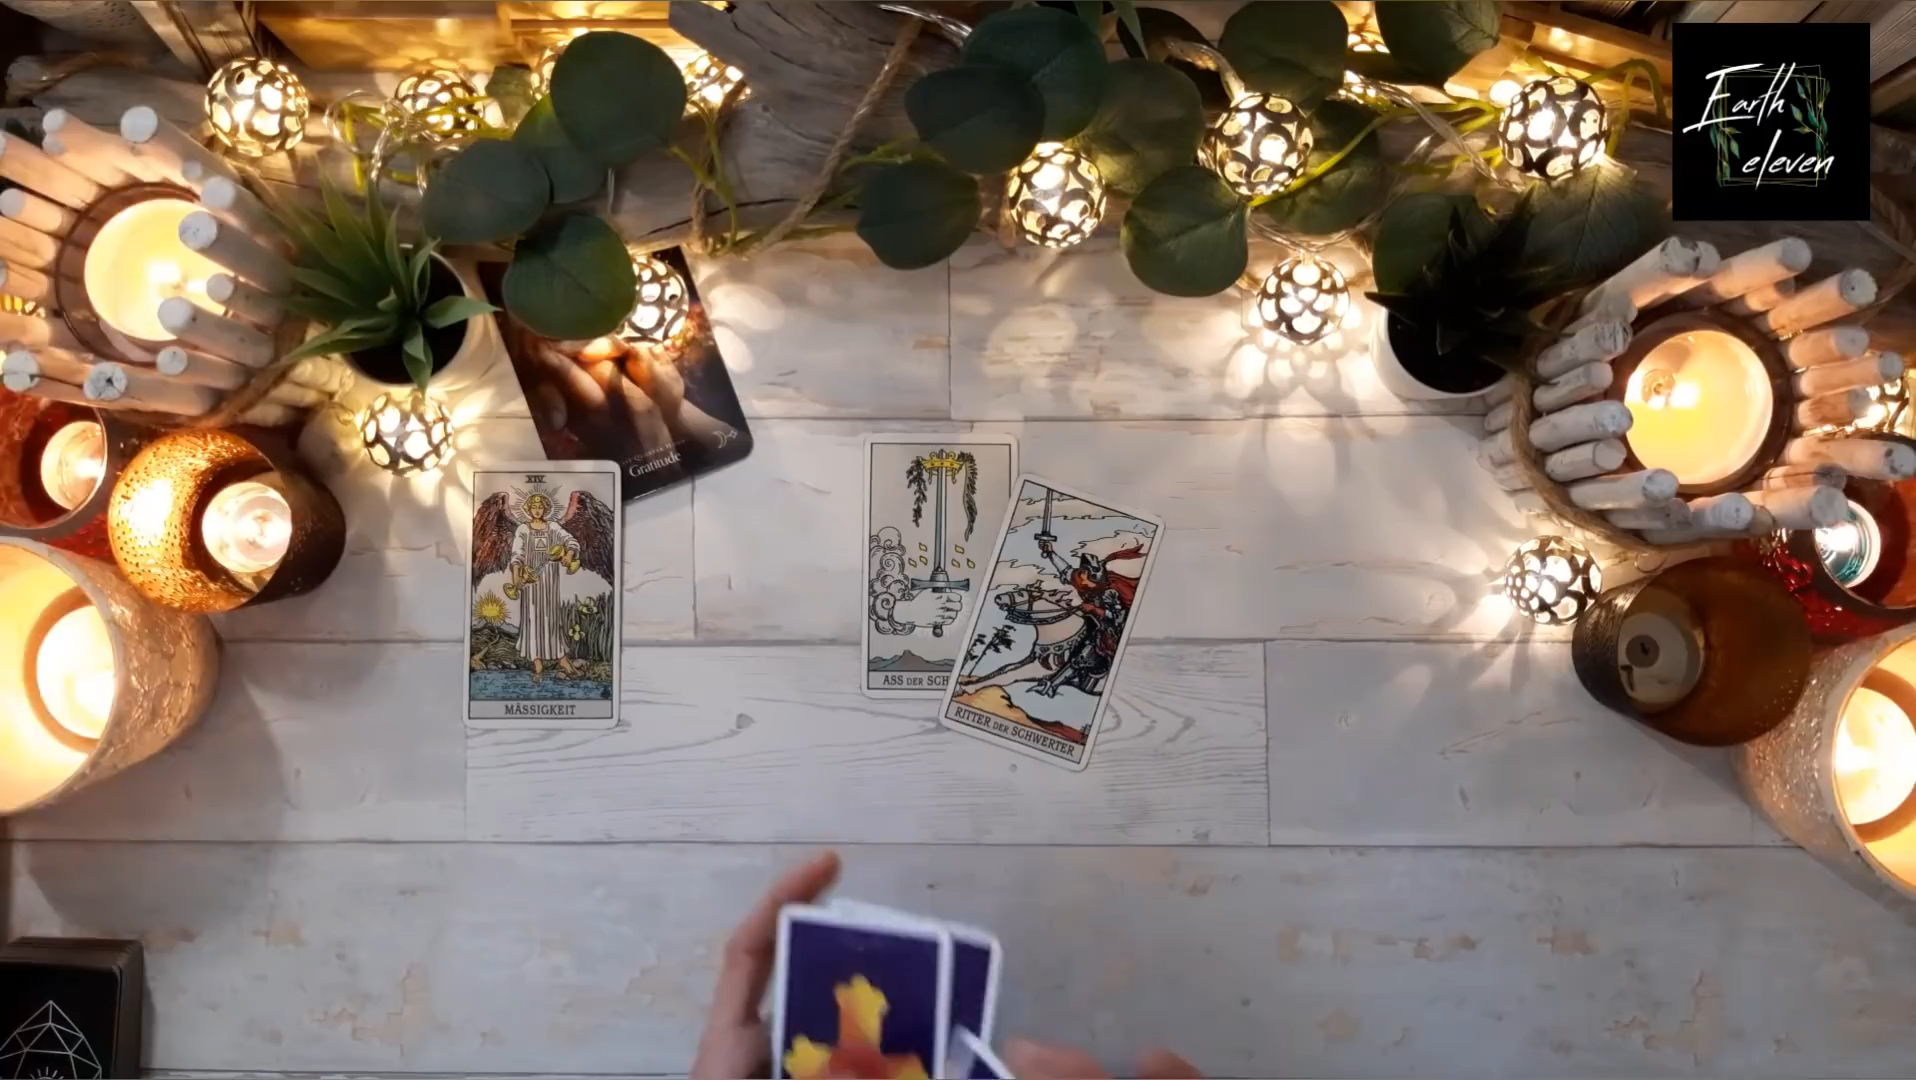 Earth
eleven
Gratitude
XIV
MÄSSIGKEIT
ASS DER SCH
RITTER DER SCHWERTER